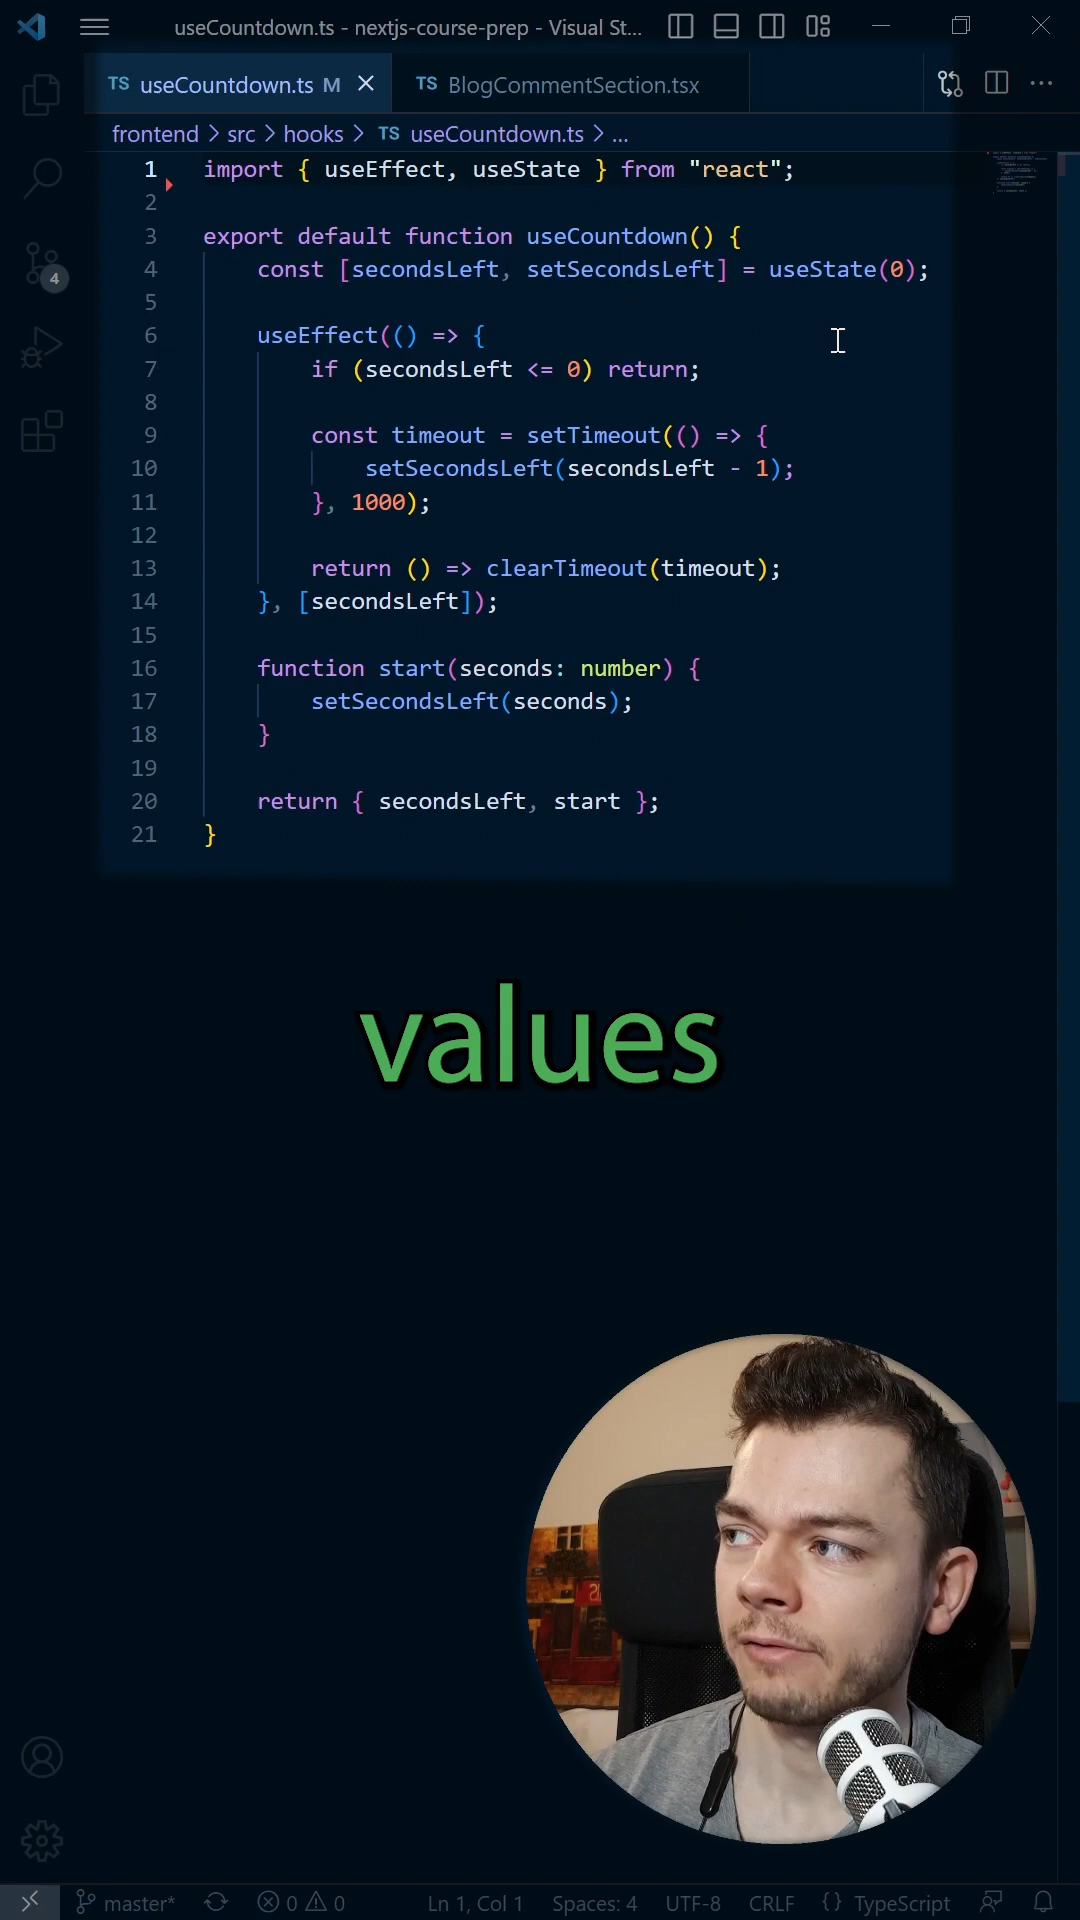 useCountdown.ts - nextjs-course-prep - Visual St...
TS useCountdown.ts M
TS BlogCommentSection.tsx
frontend > src > hooks > TS useCountdown.ts > ...
1 import { useEffect, useState } from "react";
2
3 export default function useCountdown() {
4 const [secondsLeft, setSecondsLeft] = useState(0);
5
6 useEffect(() => {
7 if (secondsLeft <= 0) return;
8
9 const timeout = setTimeout(() => {
10 setSecondsLeft(secondsLeft - 1);
11 }, 1000);
12
13 return () => clearTimeout(timeout);
14 }, [secondsLeft]);
15
16 function start(seconds: number) {
17 setSecondsLeft(seconds);
18 }
19
20 return { secondsLeft, start };
21 }
4
values
master* 0 0 Ln 1, Col 1 Spaces: 4 UTF-8 CRLF {} TypeScript